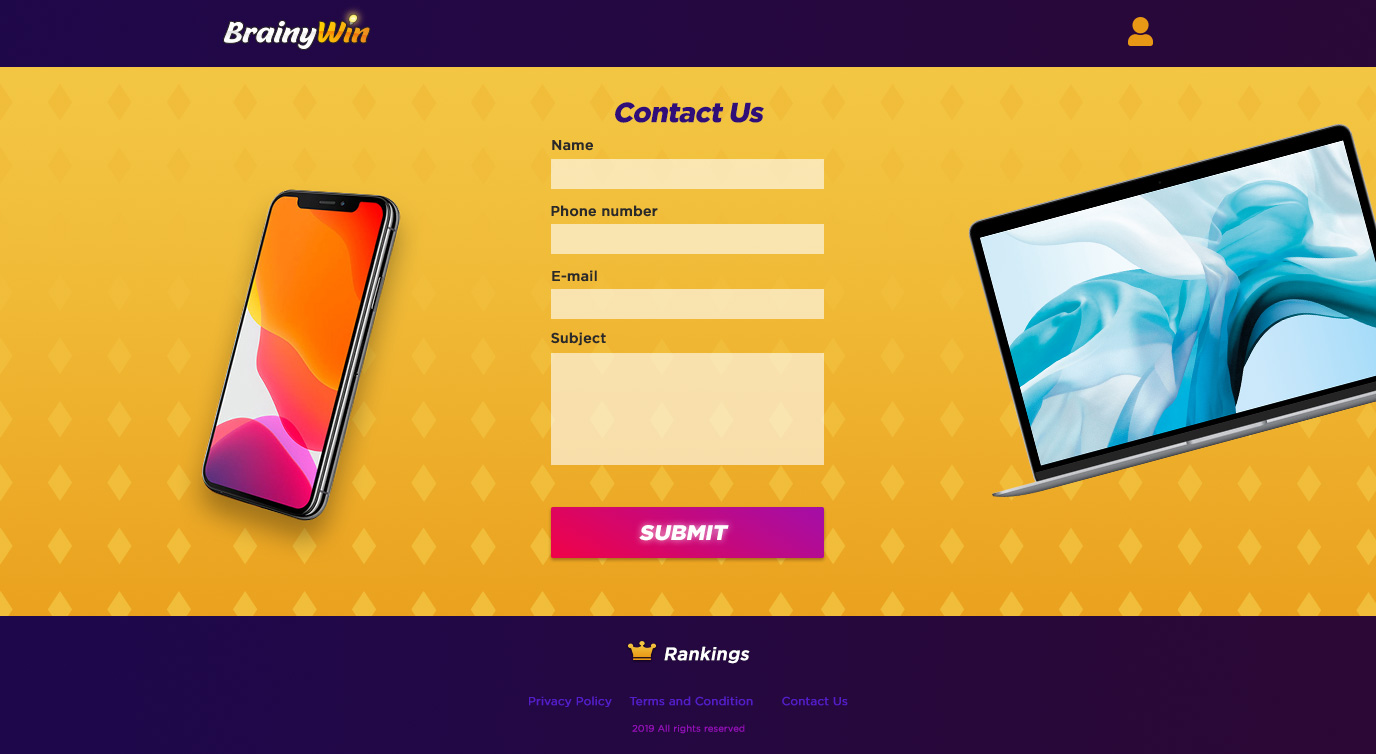 BrainyWin
Contact Us
Name
Phone number
E-mail
Subject
SUBMIT
Rankings
Privacy Policy Terms and Condition Contact Us
2019 All rights reserved